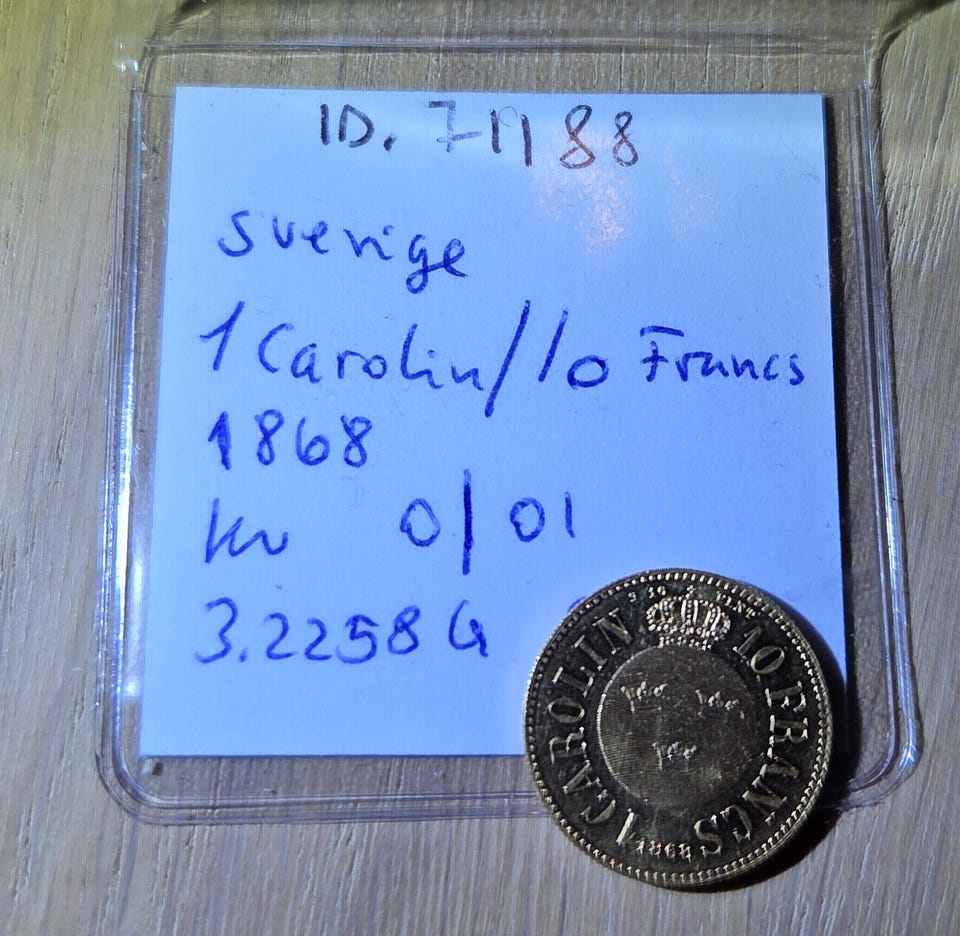 ID. 71188
Sverige
1 Carolin/10 Francs
1868
kv 0/01
3.2258 G
1 CAROLIN 10 FRANCS
1868